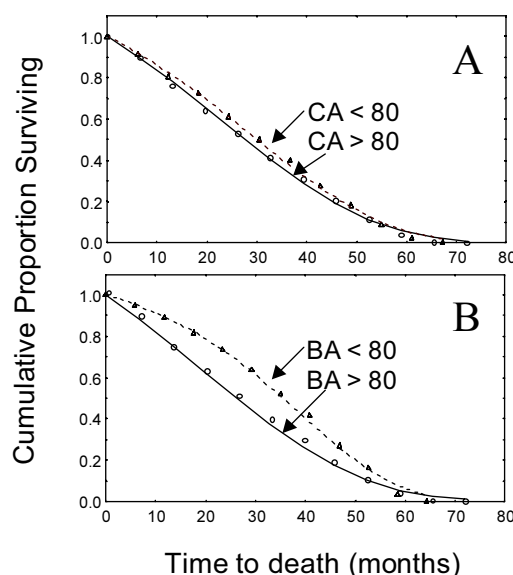 Cumulative Proportion Surviving
1.0
0.8
0.6
0.4
0.2
0.0
A
CA < 80
CA > 80
0 10 20 30 40 50 60 70 80
1.0
0.8
0.6
0.4
0.2
0.0
B
BA < 80
BA > 80
0 10 20 30 40 50 60 70 80
Time to death (months)